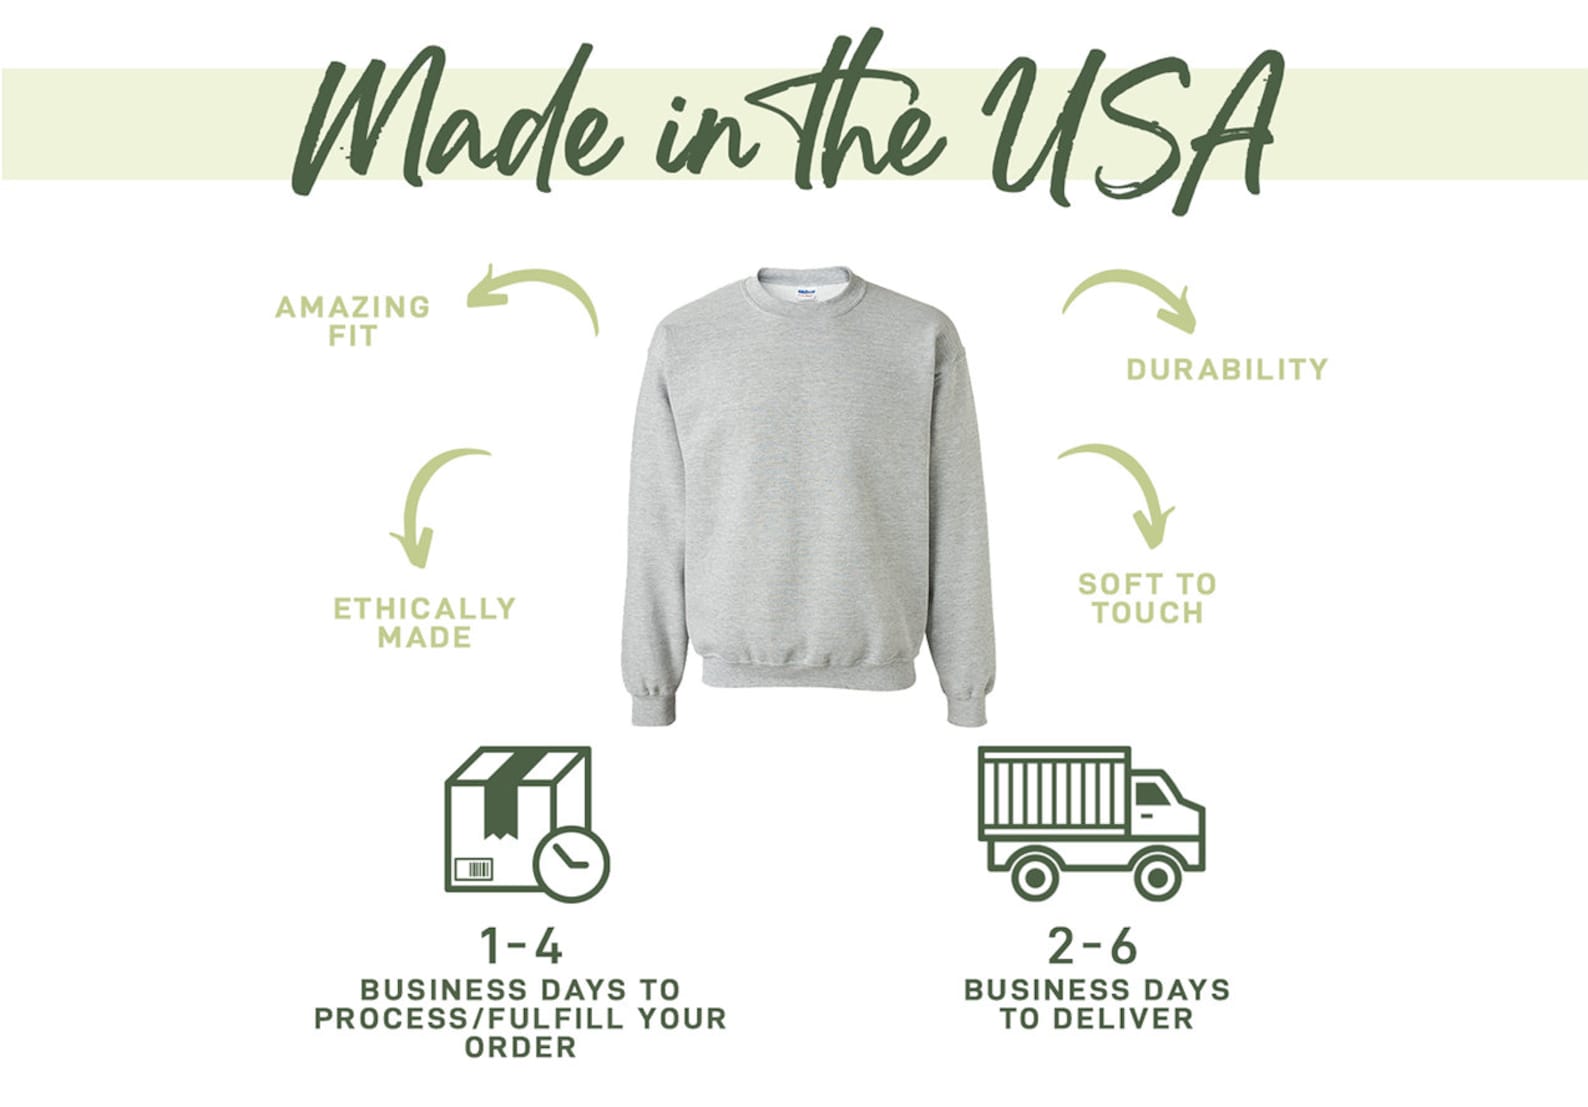 Made in the USA
AMAZING
FIT
DURABILITY
ETHICALLY
MADE
SOFT TO
TOUCH
1-4
BUSINESS DAYS TO
PROCESS/FULFILL YOUR
ORDER
2-6
BUSINESS DAYS
TO DELIVER